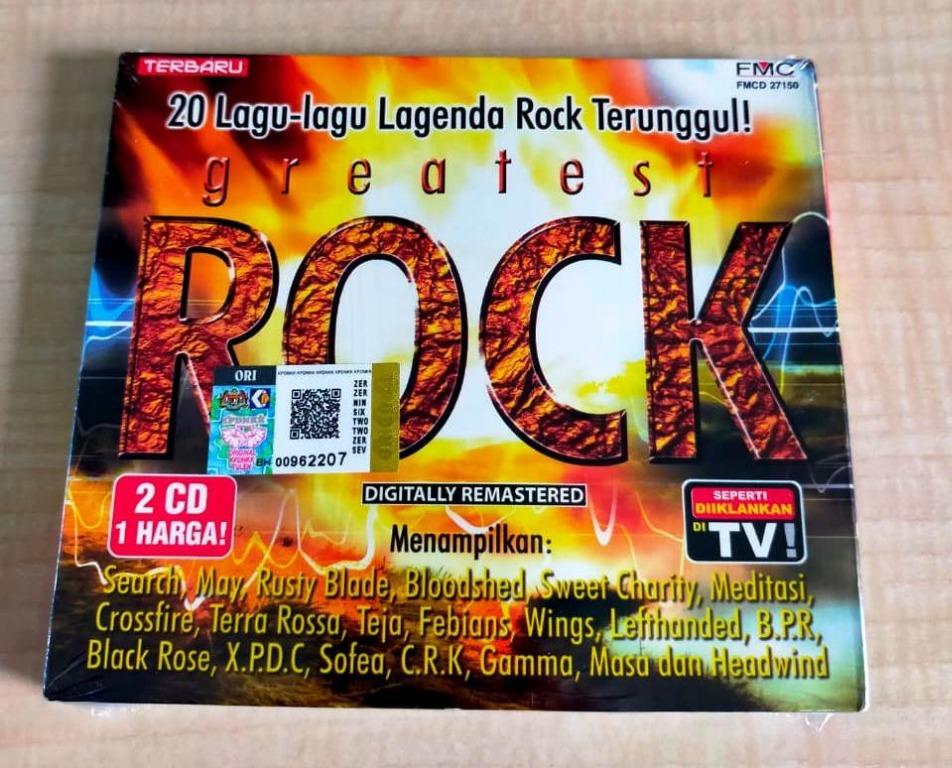 TERBARU
FMC
FMCD 27150
20 Lagu-lagu Lagenda Rock Terunggul!
greatest
ROCK
ORI
ZER
ZER
NIN
SIX
TWO
TWO
ZER
SEV
BH 00962207
2 CD
1 HARGA!
DIGITALLY REMASTERED
SEPERTI
DIIKLANKAN
DI TV!
Menampilkan:
Search, May, Rusty Blade, Bloodshed, Sweet Charity, Meditasi,
Crossfire, Terra Rossa, Teja, Febians, Wings, Lefthanded, B.P.R,
Black Rose, X.P.D.C, Sofea, C.R.K, Gamma, Masa dan Headwind